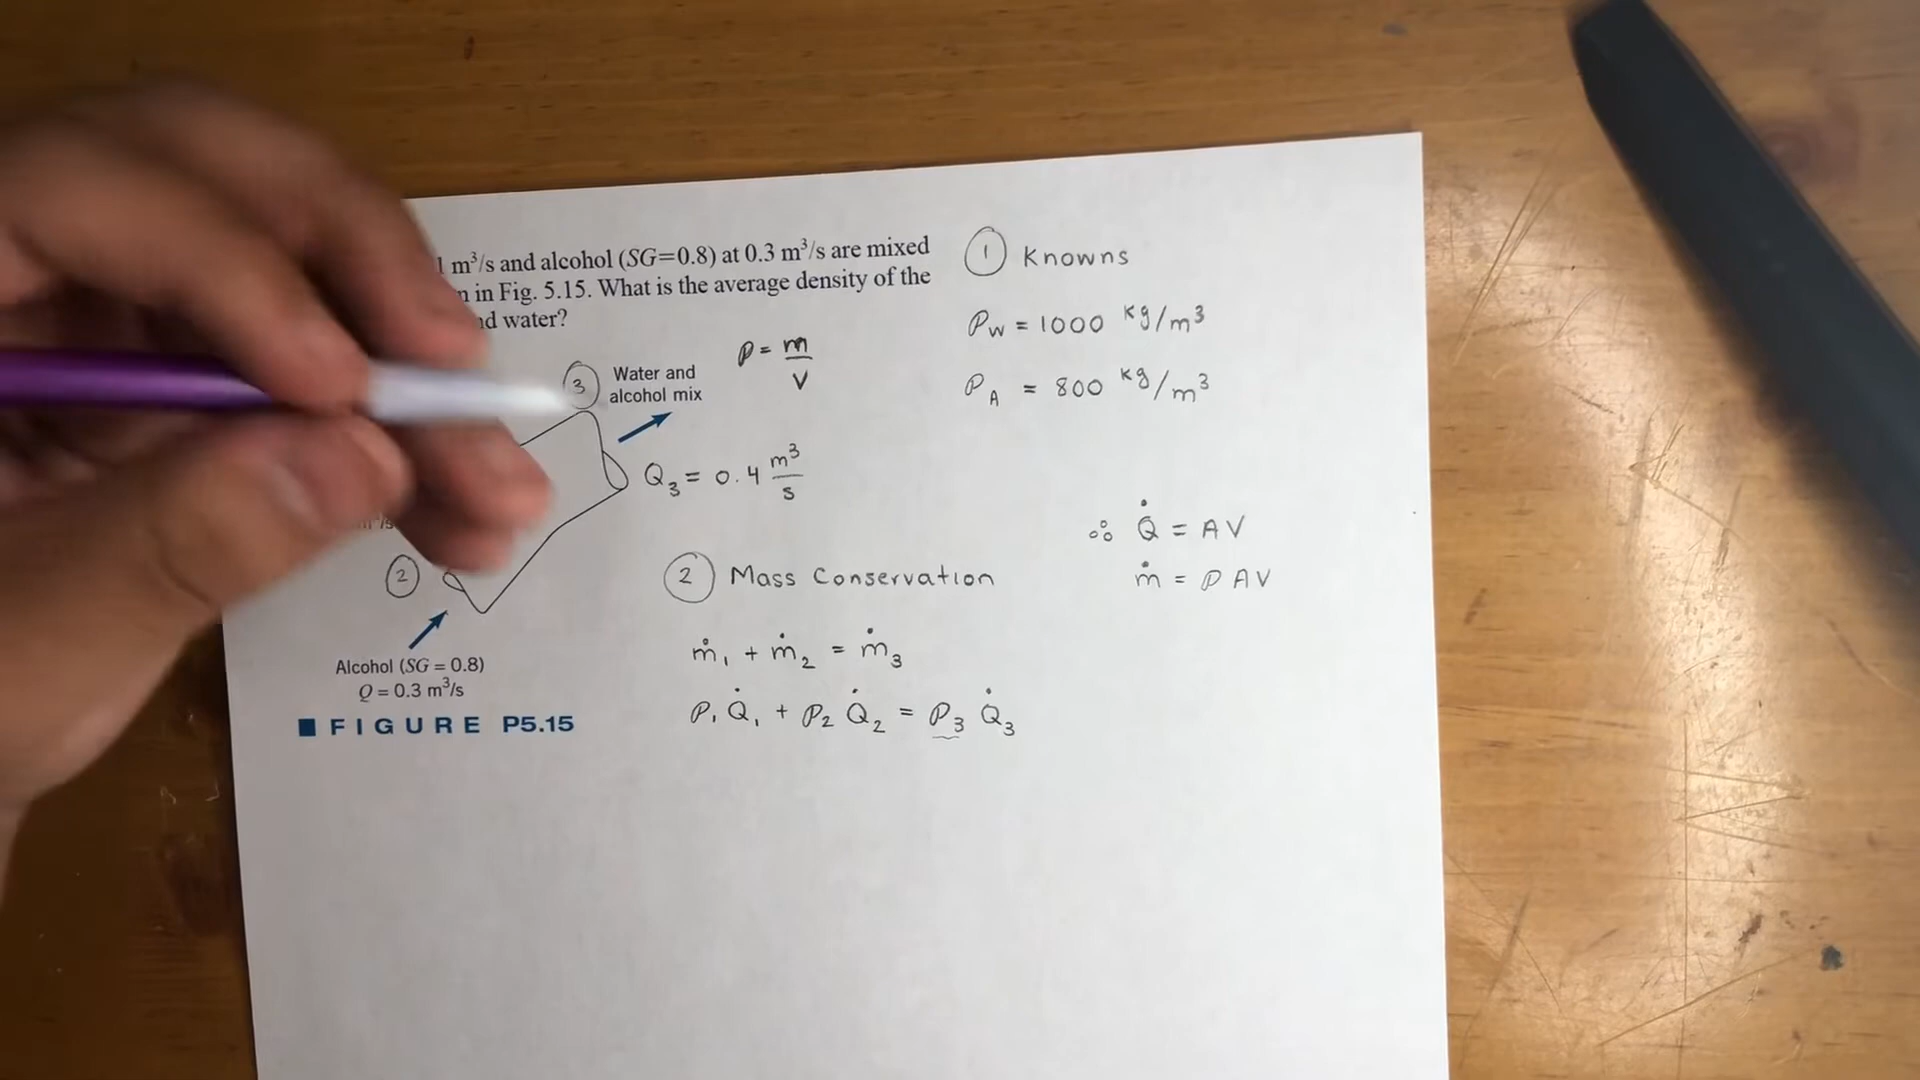 m³/s and alcohol (SG=0.8) at 0.3 m³/s are mixed
in Fig. 5.15. What is the average density of the
water?
3
Water and
alcohol mix
ρ = m/V
Q₃ = 0.4 m³/s
m³/s
2
Alcohol (SG = 0.8)
Q = 0.3 m³/s
FIGURE P5.15
1 Knowns
ρw = 1000 kg/m³
ρA = 800 kg/m³
Q̇ = AV
ṁ = ρAV
2 Mass Conservation
ṁ₁ + ṁ₂ = ṁ₃
ρ₁Q̇₁ + ρ₂Q̇₂ = ρ₃Q̇₃